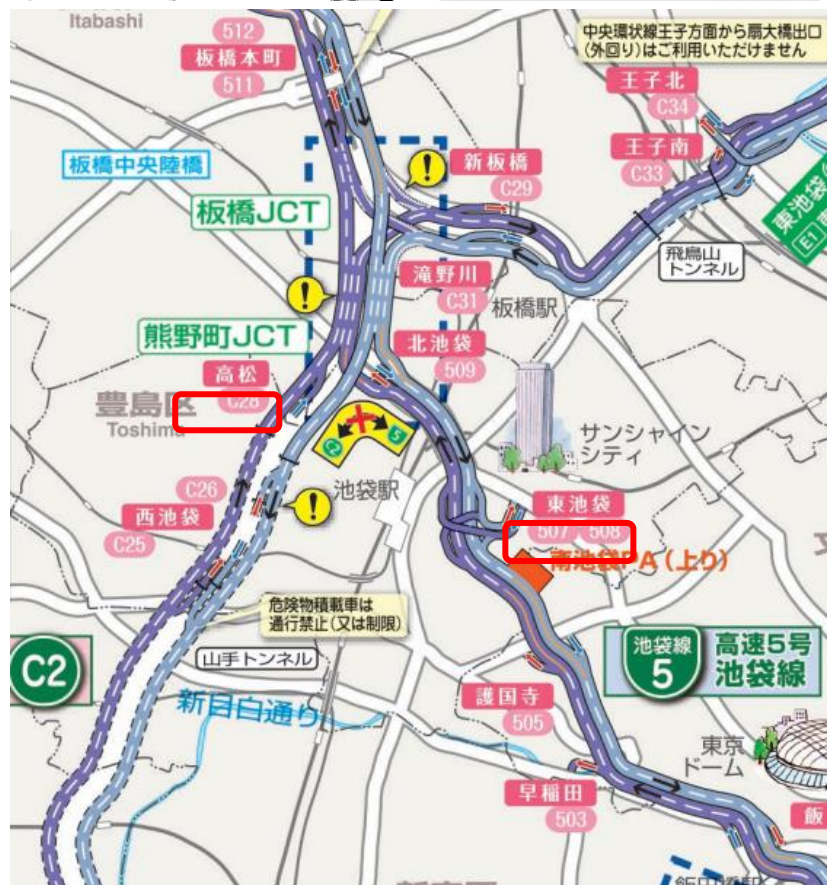 Itabashi
512
板橋本町
511
中央環状線王子方面から扇大橋出口
(外回り)はご利用いただけません
王子北
C34
王子南
C33
板橋中央陸橋
新板橋
C29
東池袋
E1
板橋JCT
飛鳥山
トンネル
滝野川
C31
板橋駅
熊野町JCT
北池袋
509
高松
C28
豊島区
Toshima
C2
5
サンシャイン
シティ
池袋駅
C26
西池袋
C25
東池袋
507 508
南池袋PA(上り)
危険物積載車は
通行禁止(又は制限)
C2
山手トンネル
池袋線
5
高速5号
池袋線
新目白通り
護国寺
505
東京
ドーム
早稲田
503
飯